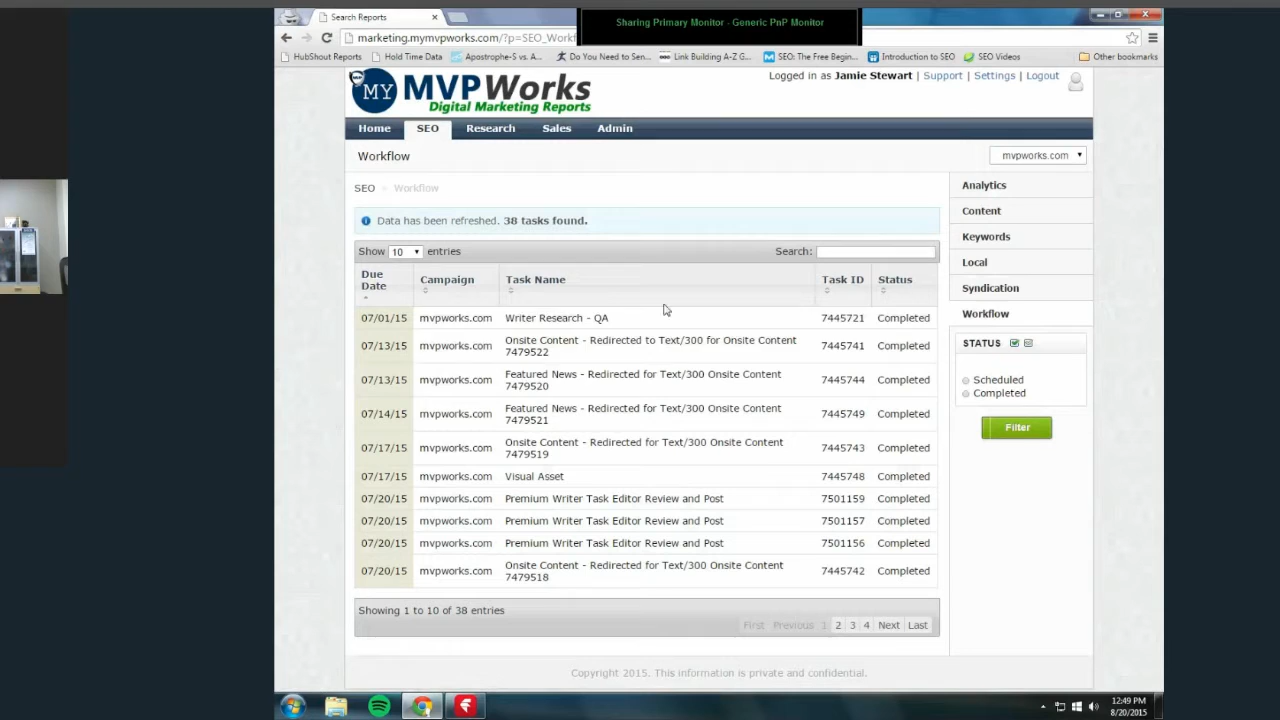 Search Reports
Sharing Primary Monitor - Generic PnP Monitor
marketing.mymvpworks.com/?p=SEO_Workf
HubShout Reports Hold Time Data Apostrophe-S vs. A... Do You Need to Sen... Link Building A-Z G... SEO: The Free Begin... Introduction to SEO SEO Videos Other bookmarks
MY MVPWorks
Digital Marketing Reports
Logged in as Jamie Stewart | Support | Settings | Logout
Home SEO Research Sales Admin
Workflow mvpworks.com
SEO Workflow
Data has been refreshed. 38 tasks found.
Show 10 entries Search:
Due Date Campaign Task Name Task ID Status
07/01/15 mvpworks.com Writer Research - QA 7445721 Completed
07/13/15 mvpworks.com Onsite Content - Redirected to Text/300 for Onsite Content 7479522 7445741 Completed
07/13/15 mvpworks.com Featured News - Redirected for Text/300 Onsite Content 7479520 7445744 Completed
07/14/15 mvpworks.com Featured News - Redirected for Text/300 Onsite Content 7479521 7445749 Completed
07/17/15 mvpworks.com Onsite Content - Redirected for Text/300 Onsite Content 7479519 7445743 Completed
07/17/15 mvpworks.com Visual Asset 7445748 Completed
07/20/15 mvpworks.com Premium Writer Task Editor Review and Post 7501159 Completed
07/20/15 mvpworks.com Premium Writer Task Editor Review and Post 7501157 Completed
07/20/15 mvpworks.com Premium Writer Task Editor Review and Post 7501156 Completed
07/20/15 mvpworks.com Onsite Content - Redirected for Text/300 Onsite Content 7479518 7445742 Completed
Showing 1 to 10 of 38 entries
First Previous 1 2 3 4 Next Last
Analytics
Content
Keywords
Local
Syndication
Workflow
STATUS
Scheduled
Completed
Filter
Copyright 2015. This information is private and confidential.
12:49 PM
8/20/2015